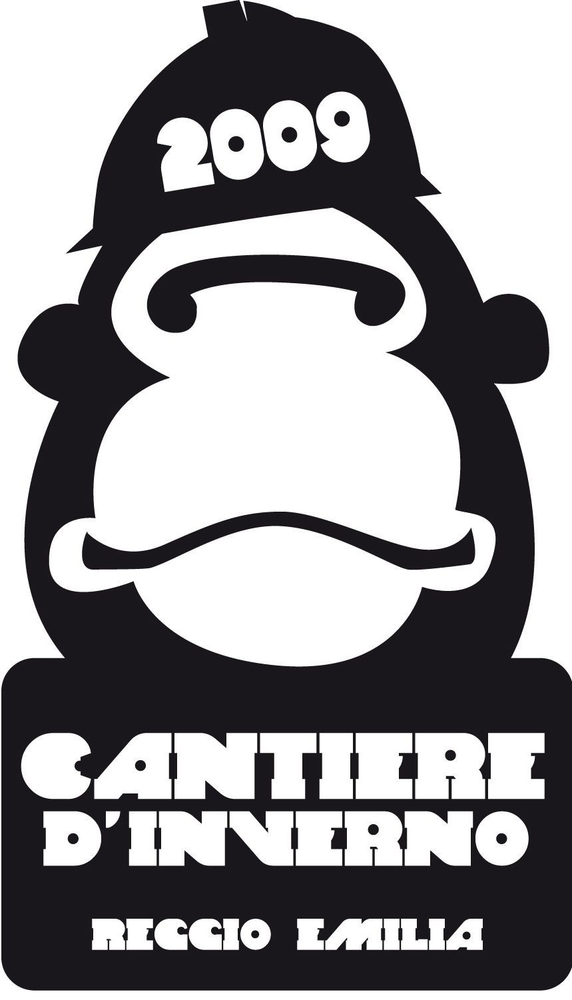 2009
CANTIERE
D'INVERNO
REGGIO EMILIA